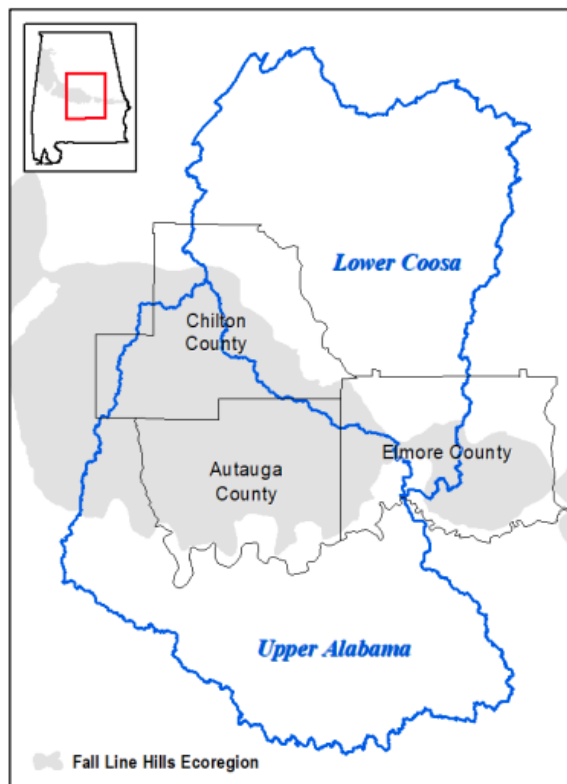 Lower Coosa
Chilton
County
Elmore County
Autauga
County
Upper Alabama
Fall Line Hills Ecoregion